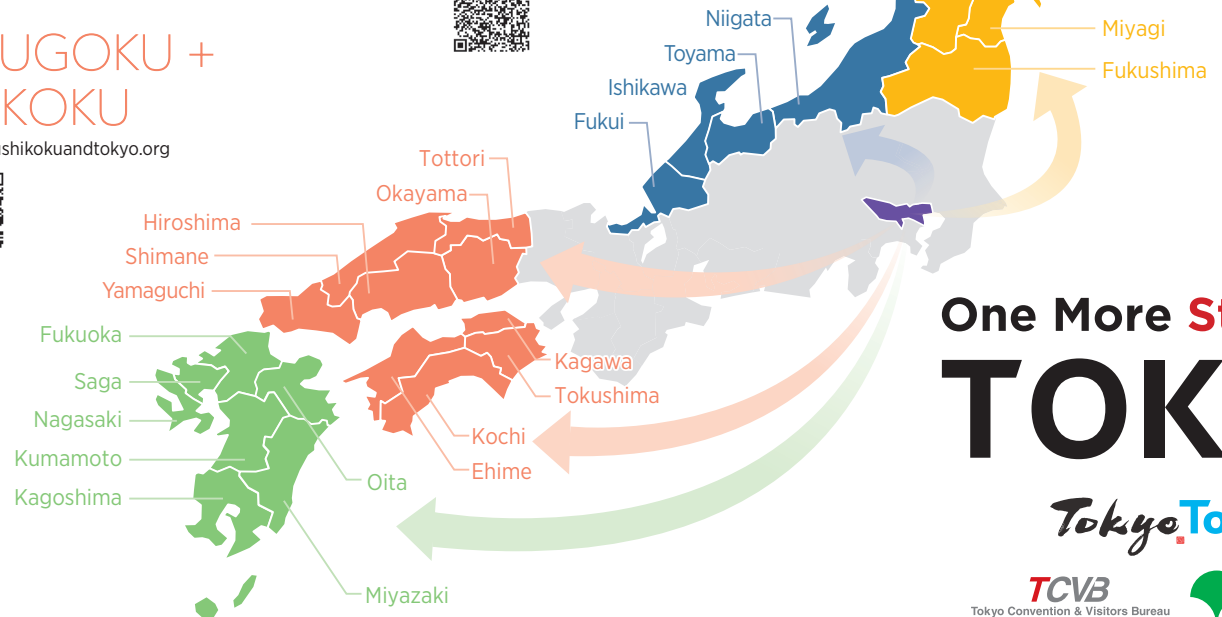 UGOKU +
KOKU
shikokuandtokyo.org
Niigata
Toyama
Ishikawa
Fukui
Miyagi
Fukushima
Tottori
Okayama
Hiroshima
Shimane
Yamaguchi
Fukuoka
Saga
Nagasaki
Kumamoto
Kagoshima
Kagawa
Tokushima
Kochi
Ehime
Oita
Miyazaki
One More St
TOK
Tokyo To
TCVB
Tokyo Convention & Visitors Bureau